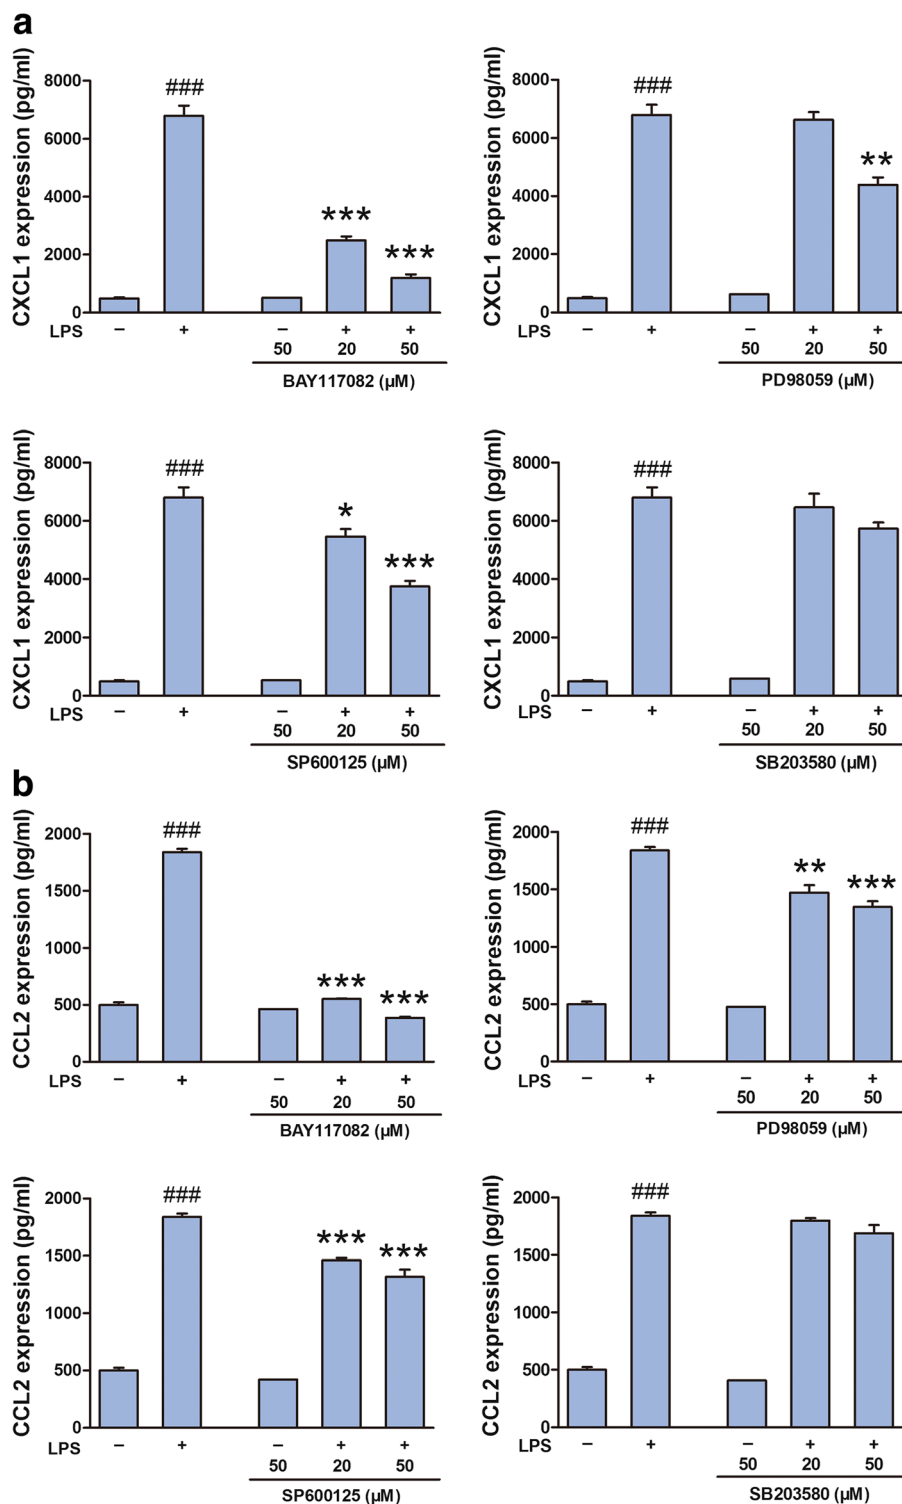 a
CXCL1 expression (pg/ml)
8000
6000
4000
2000
0
###
***
***
LPS – + – + +
50 20 50
BAY117082 (µM)
CXCL1 expression (pg/ml)
8000
6000
4000
2000
0
###
**
LPS – + – + +
50 20 50
PD98059 (µM)
CXCL1 expression (pg/ml)
8000
6000
4000
2000
0
###
*
***
LPS – + – + +
50 20 50
SP600125 (µM)
CXCL1 expression (pg/ml)
8000
6000
4000
2000
0
###
LPS – + – + +
50 20 50
SB203580 (µM)
b
CCL2 expression (pg/ml)
2000
1500
1000
500
0
###
***
***
LPS – + – + +
50 20 50
BAY117082 (µM)
CCL2 expression (pg/ml)
2000
1500
1000
500
0
###
**
***
LPS – + – + +
50 20 50
PD98059 (µM)
CCL2 expression (pg/ml)
2000
1500
1000
500
0
###
***
***
LPS – + – + +
50 20 50
SP600125 (µM)
CCL2 expression (pg/ml)
2000
1500
1000
500
0
###
LPS – + – + +
50 20 50
SB203580 (µM)